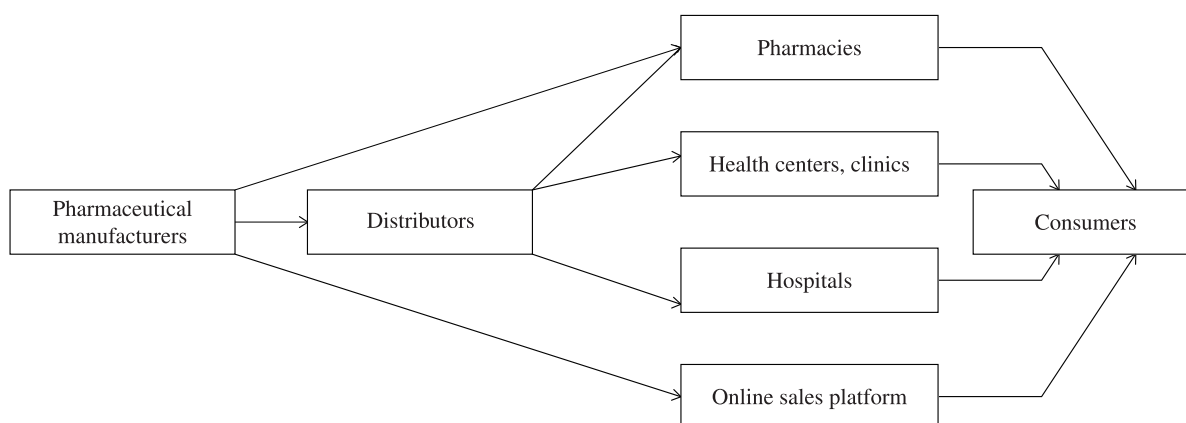 Pharmacies
Health centers, clinics
Pharmaceutical
manufacturers
Distributors
Consumers
Hospitals
Online sales platform